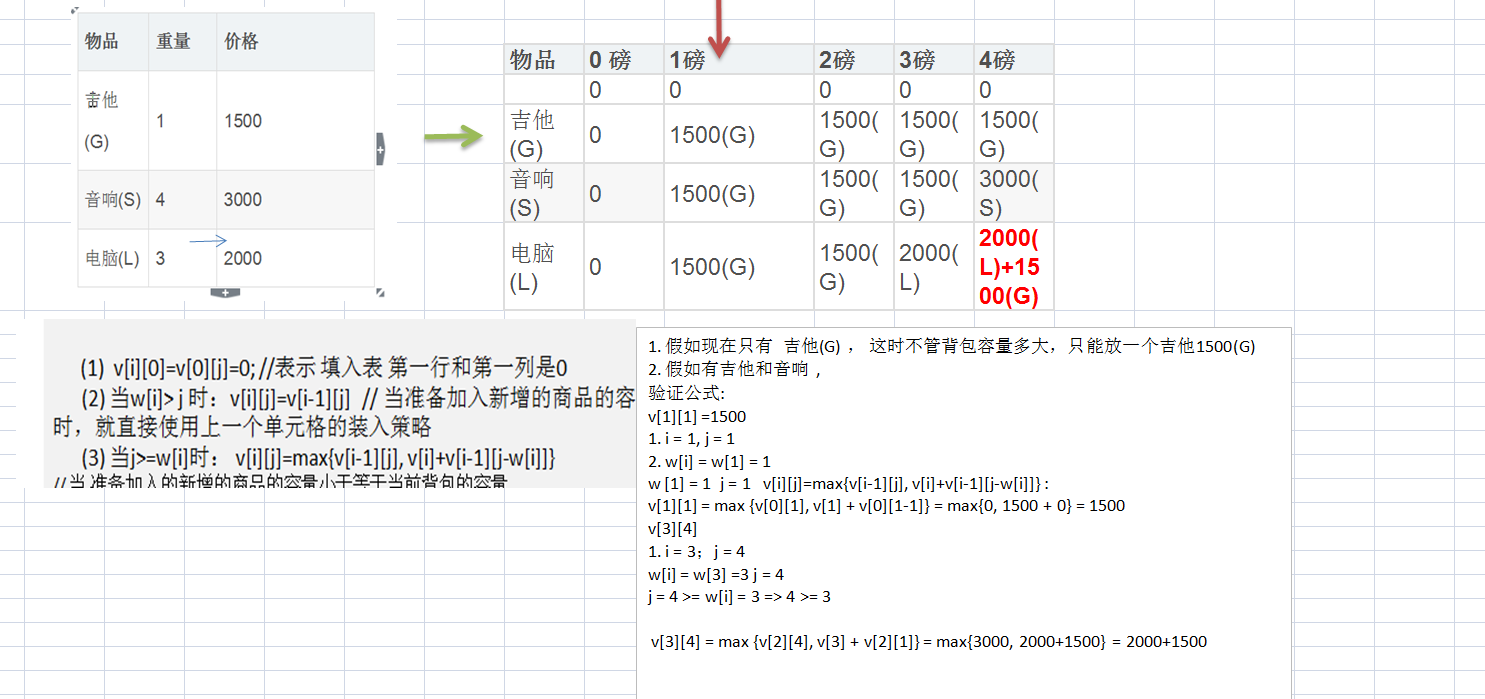 物品 重量 价格
吉他
(G) 1 1500
音响(S) 4 3000
电脑(L) 3 2000
物品 0 磅 1磅 2磅 3磅 4磅
0 0 0 0 0
吉他
(G) 0 1500(G) 1500(
G) 1500(
G) 1500(
G)
音响
(S) 0 1500(G) 1500(
G) 1500(
G) 3000(
S)
电脑
(L) 0 1500(G) 1500(
G) 2000(
L) 2000(
L)+15
00(G)
(1) v[i][0]=v[0][j]=0; //表示 填入表 第一行和第一列是0
(2) 当w[i]> j 时：v[i][j]=v[i-1][j] // 当准备加入新增的商品的容
时，就直接使用上一个单元格的装入策略
(3) 当j>=w[i]时： v[i][j]=max{v[i-1][j], v[i]+v[i-1][j-w[i]]}
// 当 准备加入的新增的商品的容量小于等于当前背包的容量
1. 假如现在只有 吉他(G) ， 这时不管背包容量多大，只能放一个吉他1500(G)
2. 假如有吉他和音响 ,
验证公式:
v[1][1] =1500
1. i = 1, j = 1
2. w[i] = w[1] = 1
w [1] = 1 j = 1 v[i][j]=max{v[i-1][j], v[i]+v[i-1][j-w[i]]} :
v[1][1] = max {v[0][1], v[1] + v[0][1-1]} = max{0, 1500 + 0} = 1500
v[3][4]
1. i = 3；j = 4
w[i] = w[3] =3 j = 4
j = 4 >= w[i] = 3 => 4 >= 3
v[3][4] = max {v[2][4], v[3] + v[2][1]} = max{3000, 2000+1500} = 2000+1500